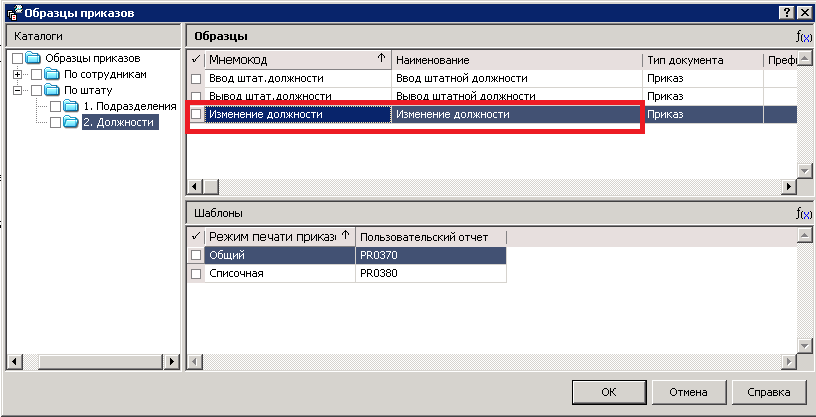 Образцы приказов
Каталоги
Образцы приказов
По сотрудникам
По штату
1. Подразделения
2. Должности
Образцы
f(x)
Мнемокод Наименование Тип документа Префи
Ввод штат.должности Ввод штатной должности Приказ
Вывод штат.должности Вывод штатной должности Приказ
Изменение должности Изменение должности Приказ
Шаблоны
f(x)
Режим печати приказ Пользовательский отчет
Общий PR0370
Списочная PR0380
OK Отмена Справка